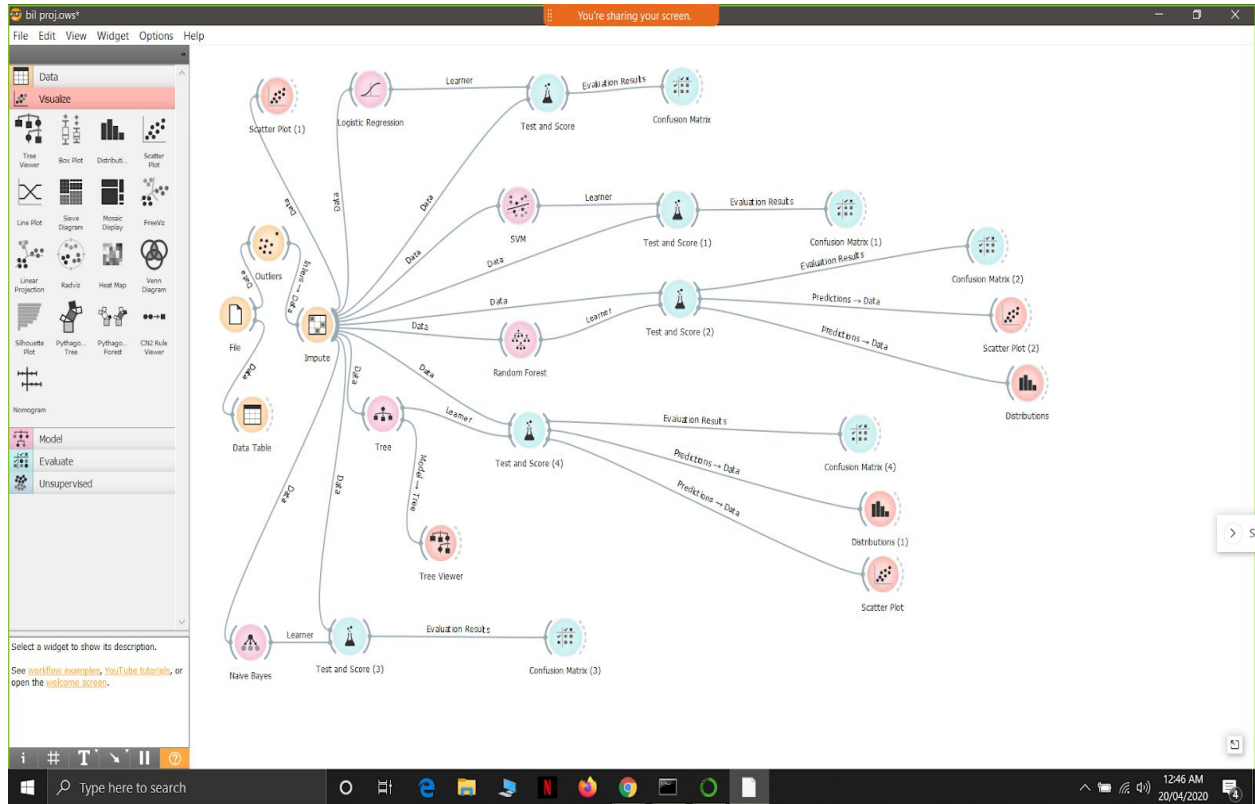 bil proj.ows*
You're sharing your screen.
File Edit View Widget Options Help
Data
Visualize
Tree Viewer
Box Plot
Distributi...
Scatter Plot
Line Plot
Sieve Diagram
Mosaic Display
FreeViz
Linear Projection
Radviz
Heat Map
Venn Diagram
Silhouette Plot
Pythago... Tree
Pythago... Forest
CN2 Rule Viewer
Nomogram
Model
Evaluate
Unsupervised
Select a widget to show its description.
See workflow examples, YouTube tutorials, or
open the welcome screen.
Scatter Plot (1)
Logistic Regression
Learner
Test and Score
Evaluation Results
Confusion Matrix
Data
Data
Data
SVM
Learner
Test and Score (1)
Evaluation Results
Confusion Matrix (1)
Data
Data
Outliers
Data
Inliers → Data
File
Impute
Data
Data Table
Data
Data
Learner
Random Forest
Test and Score (2)
Evaluation Results
Confusion Matrix (2)
Predictions → Data
Scatter Plot (2)
Predictions → Data
Distributions
Data
Data
Tree
Learner
Test and Score (4)
Evaluation Results
Confusion Matrix (4)
Predictions → Data
Distributions (1)
Predictions → Data
Scatter Plot
Model → Tree
Tree Viewer
Data
Data
Naive Bayes
Learner
Test and Score (3)
Evaluation Results
Confusion Matrix (3)
S
Type here to search
12:46 AM
20/04/2020
4